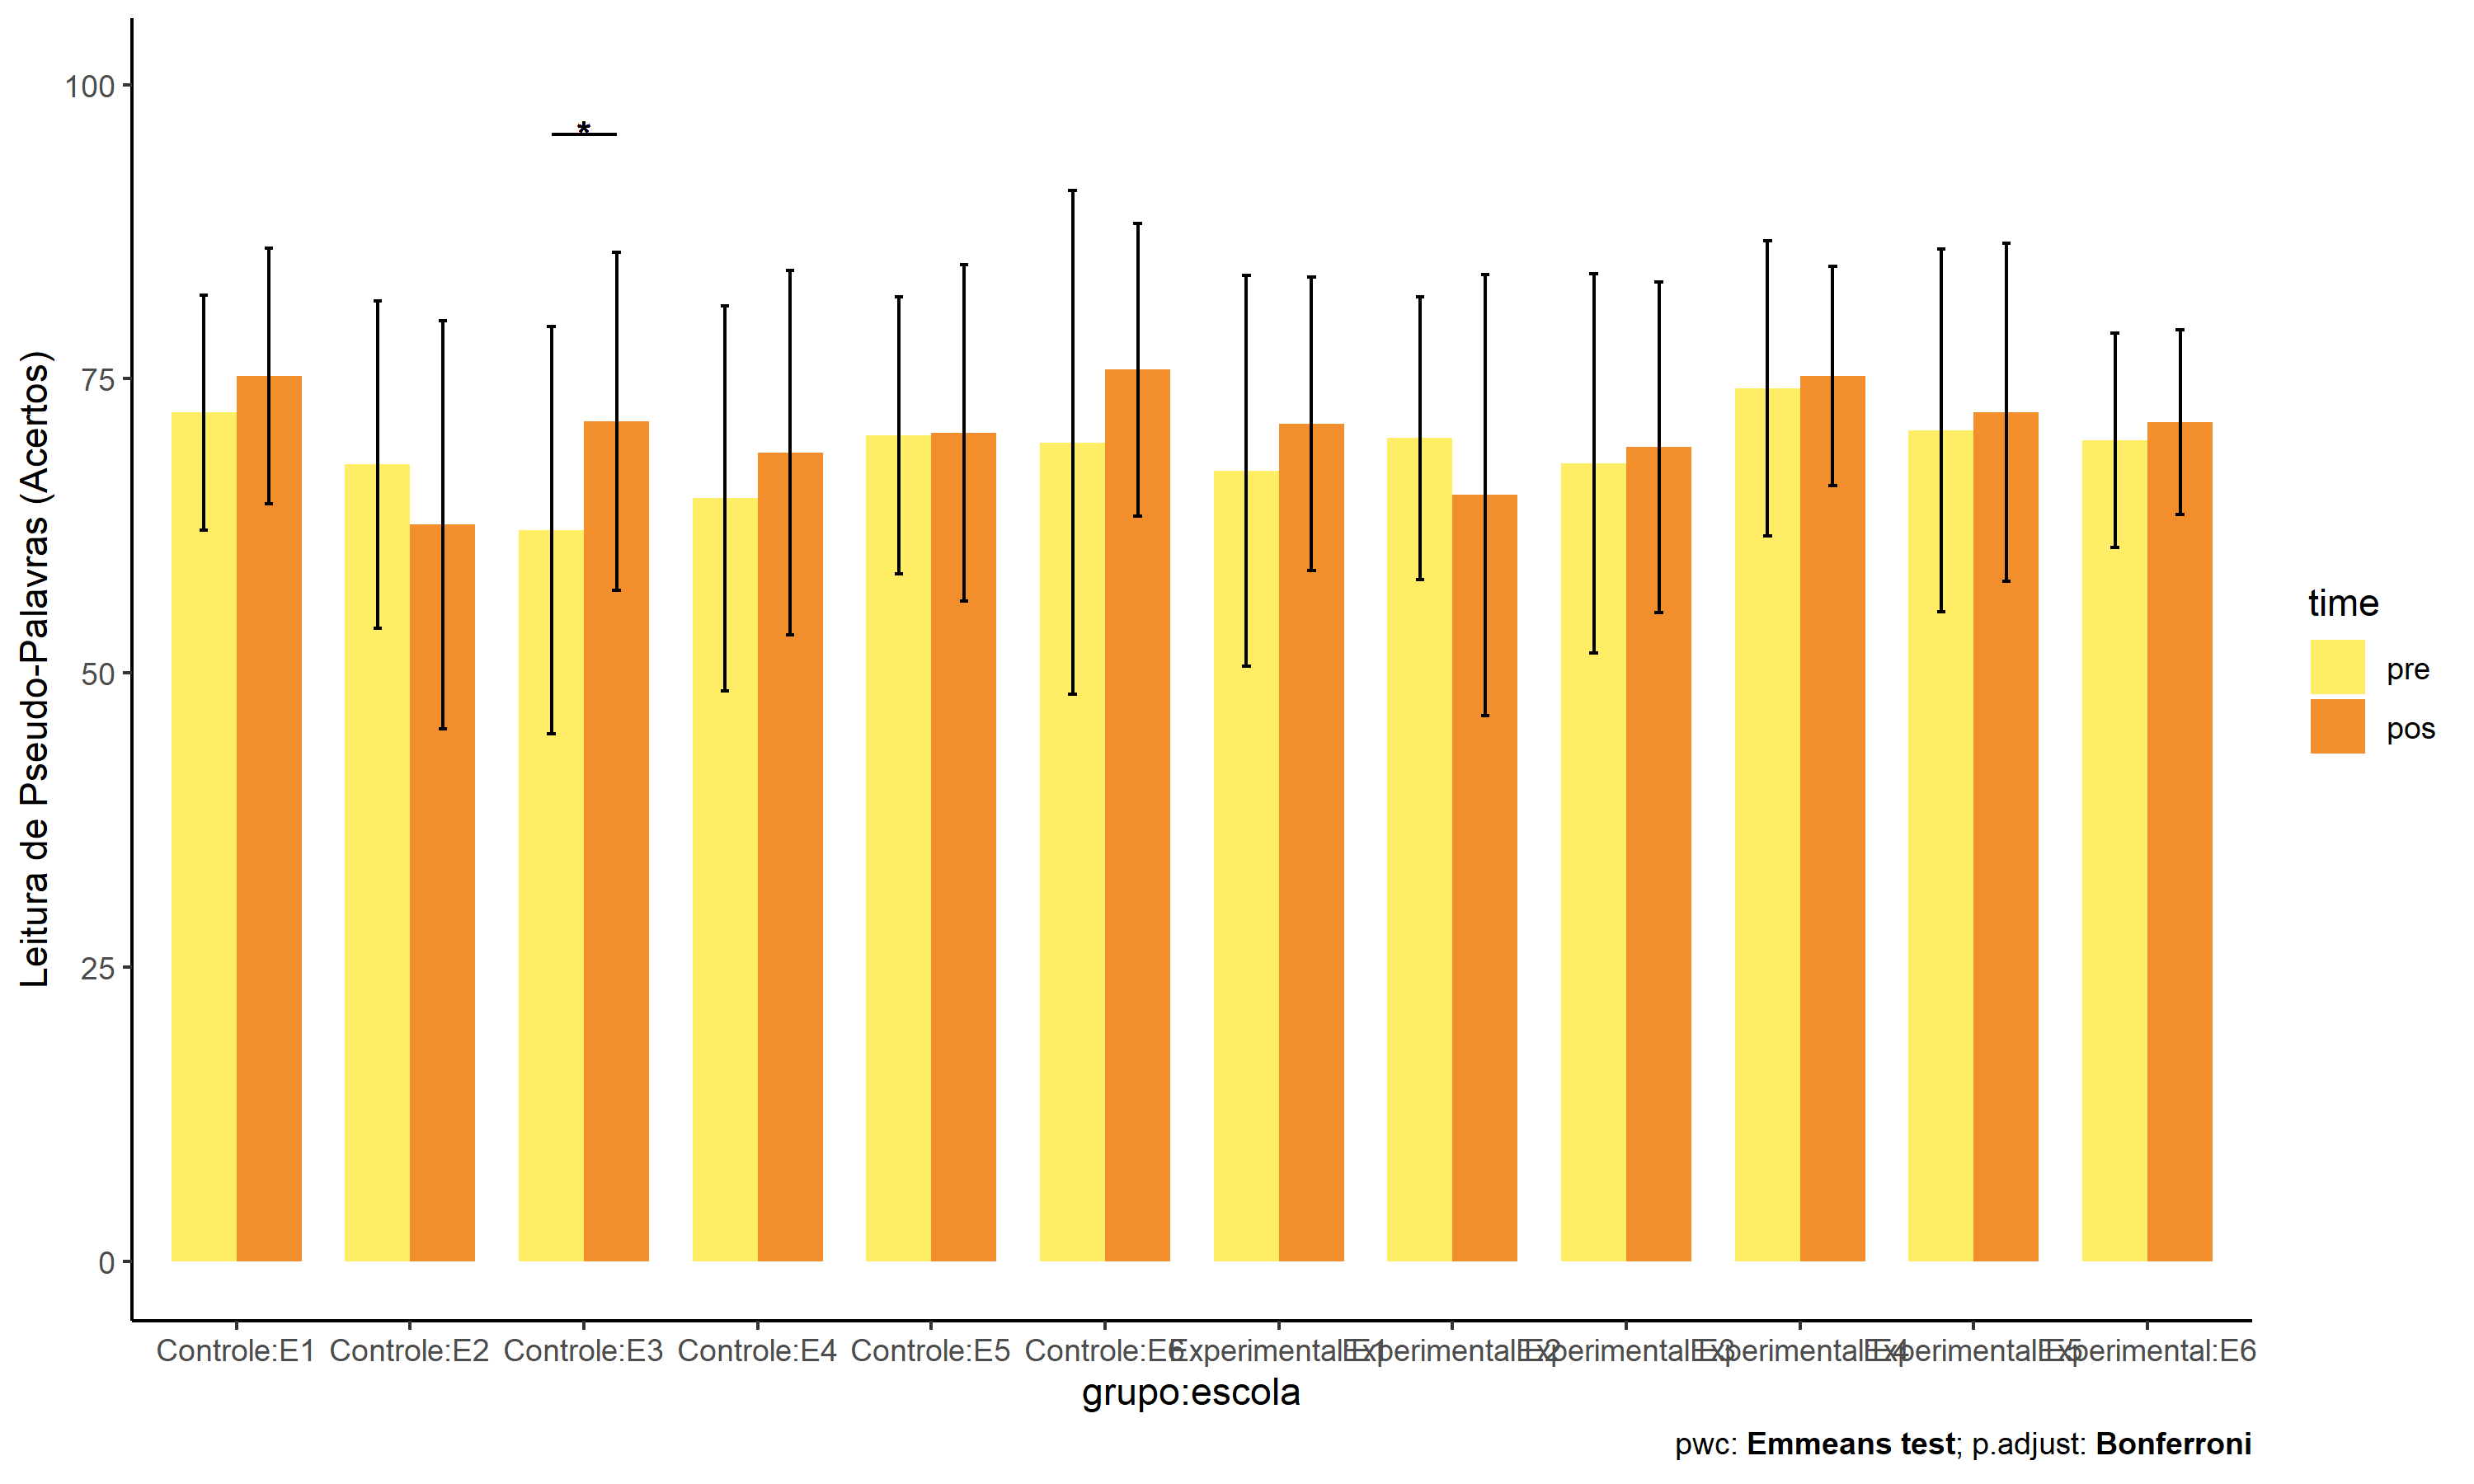 Leitura de Pseudo-Palavras (Acertos)
100
75
50
25
0
*
Controle:E1 Controle:E2 Controle:E3 Controle:E4 Controle:E5 Controle:E6 Experimental:E1 Experimental:E2 Experimental:E3 Experimental:E4 Experimental:E5 Experimental:E6
grupo:escola
time
pre
pos
pwc: Emmeans test; p.adjust: Bonferroni